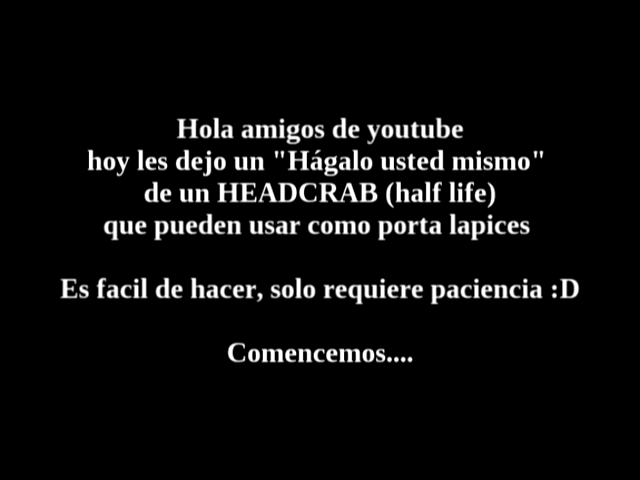 Hola amigos de youtube
hoy les dejo un "Hágalo usted mismo"
de un HEADCRAB (half life)
que pueden usar como porta lapices
Es facil de hacer, solo requiere paciencia :D
Comencemos....